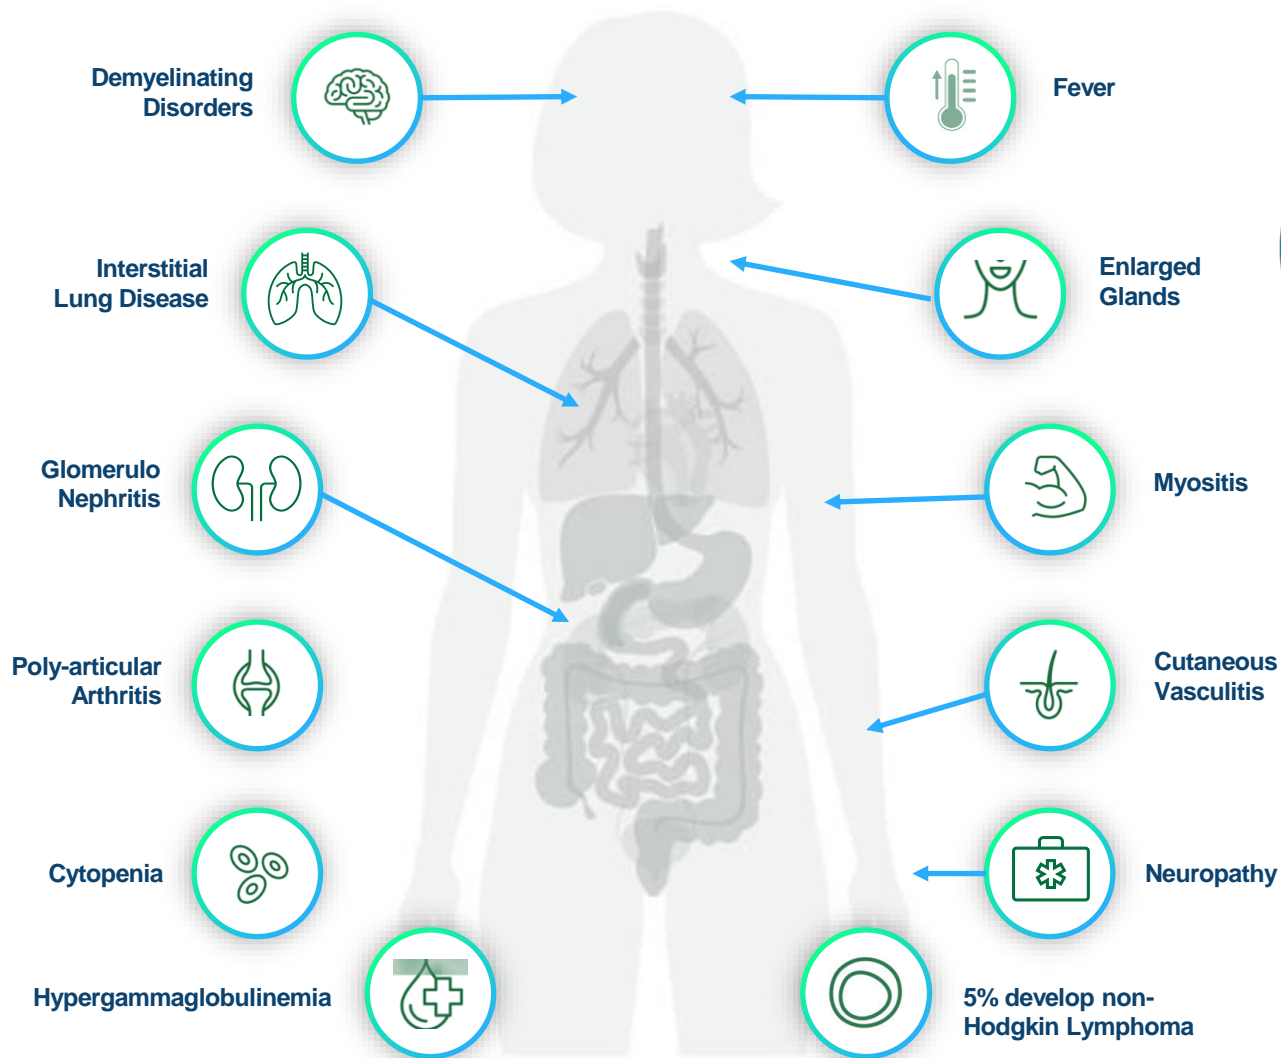 Demyelinating
Disorders
Fever
Interstitial
Lung Disease
Enlarged
Glands
Glomerulo
Nephritis
Myositis
Poly-articular
Arthritis
Cutaneous
Vasculitis
Cytopenia
Neuropathy
Hypergammaglobulinemia
5% develop non-
Hodgkin Lymphoma